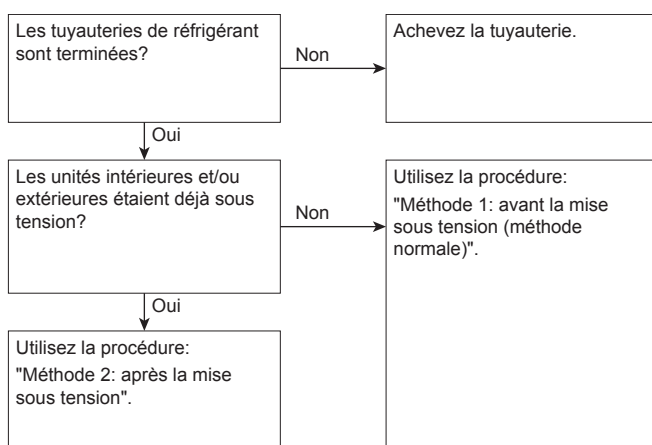 Les tuyauteries de réfrigérant
sont terminées?
Non
Achevez la tuyauterie.
Oui
Les unités intérieures et/ou
extérieures étaient déjà sous
tension?
Non
Utilisez la procédure:
"Méthode 1: avant la mise
sous tension (méthode
normale)".
Oui
Utilisez la procédure:
"Méthode 2: après la mise
sous tension".